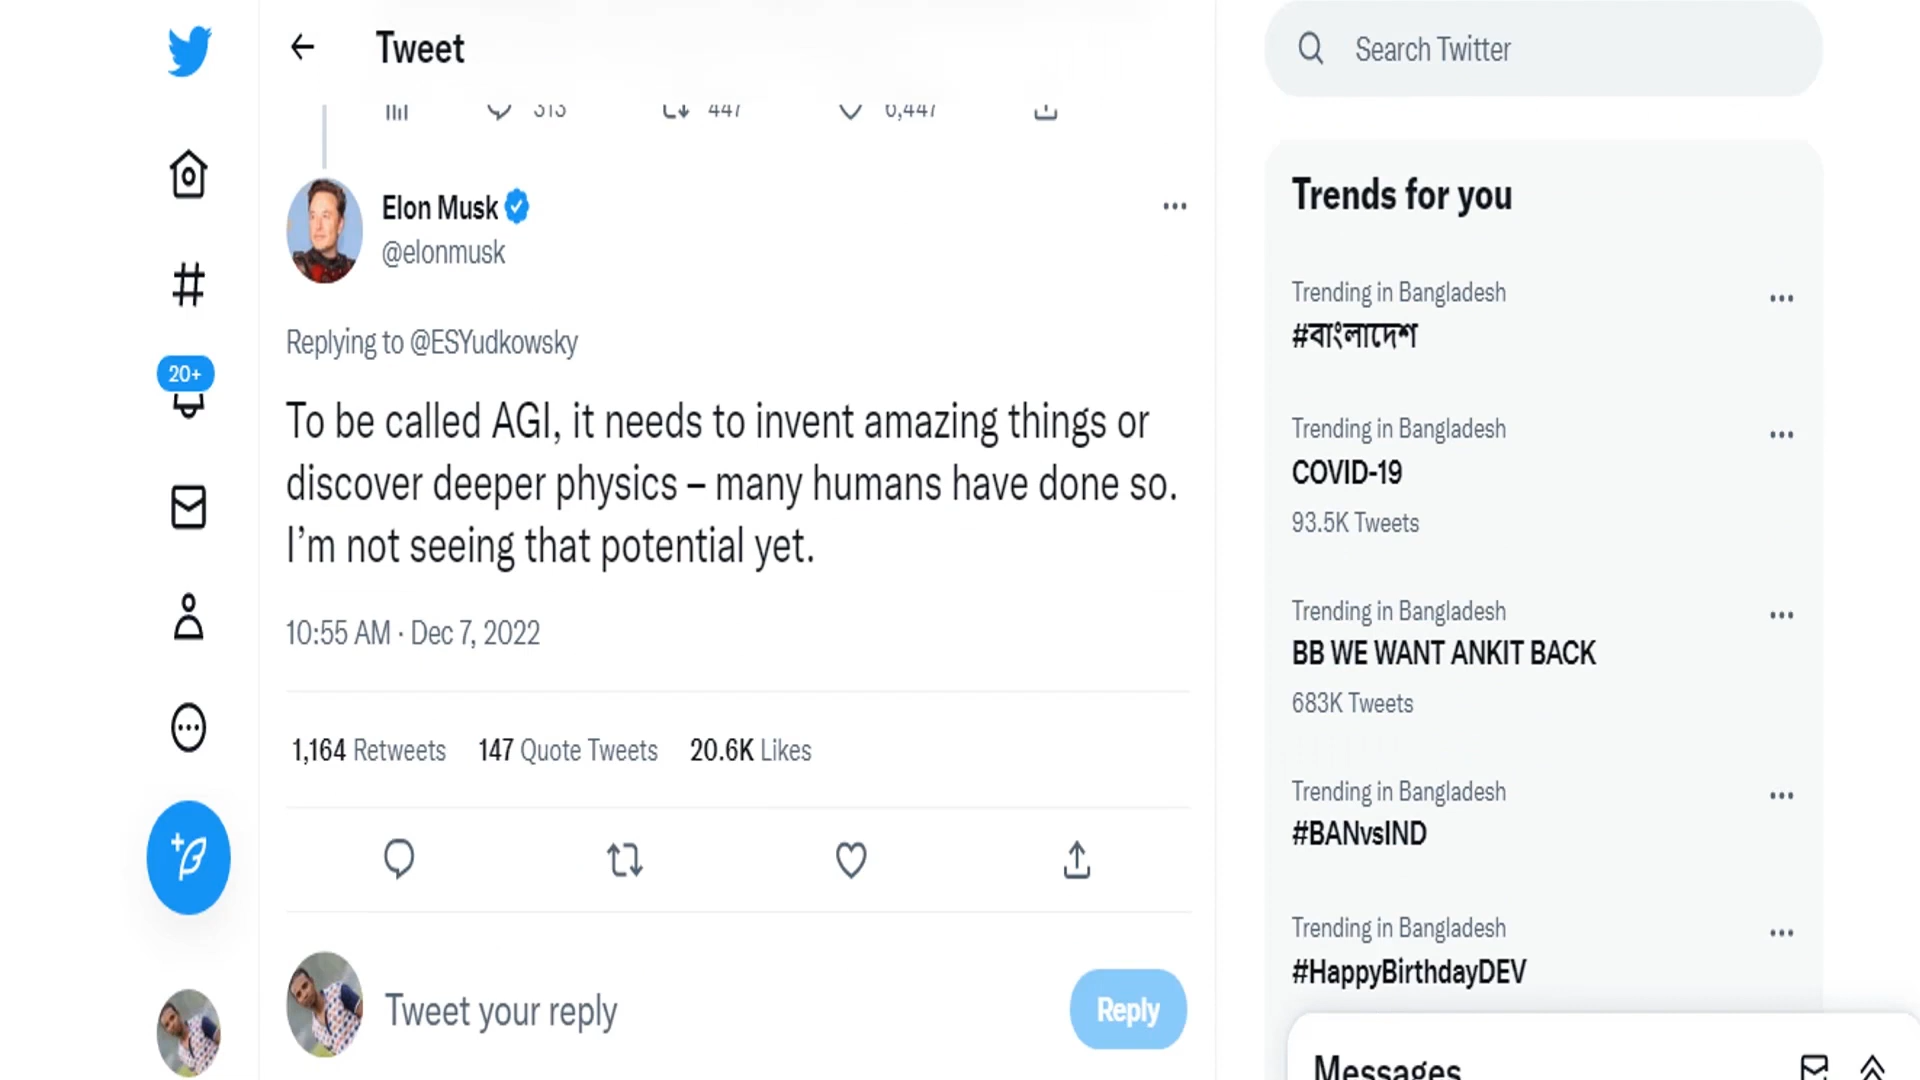 Tweet
Search Twitter
313 447 6,447
Elon Musk
@elonmusk
Replying to @ESYudkowsky
To be called AGI, it needs to invent amazing things or
discover deeper physics – many humans have done so.
I’m not seeing that potential yet.
10:55 AM · Dec 7, 2022
1,164 Retweets 147 Quote Tweets 20.6K Likes
Tweet your reply
Reply
20+
Trends for you
Trending in Bangladesh
#বাংলাদেশ
Trending in Bangladesh
COVID-19
93.5K Tweets
Trending in Bangladesh
BB WE WANT ANKIT BACK
683K Tweets
Trending in Bangladesh
#BANvsIND
Trending in Bangladesh
#HappyBirthdayDEV
Messages